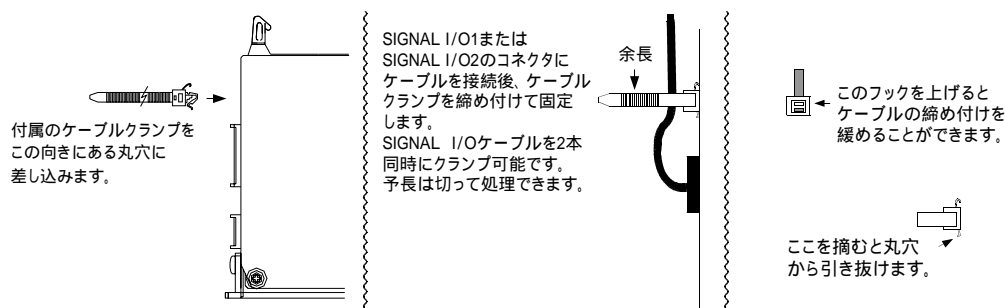 付属のケーブルクランプを
この向きにある丸穴に
差し込みます。
SIGNAL I/O1または
SIGNAL I/O2のコネクタに
ケーブルを接続後、ケーブル
クランプを締め付けて固定
します。
SIGNAL I/Oケーブルを2本
同時にクランプ可能です。
予長は切って処理できます。
余長
このフックを上げると
ケーブルの締め付けを
緩めることができます。
ここを摘むと丸穴
から引き抜けます。